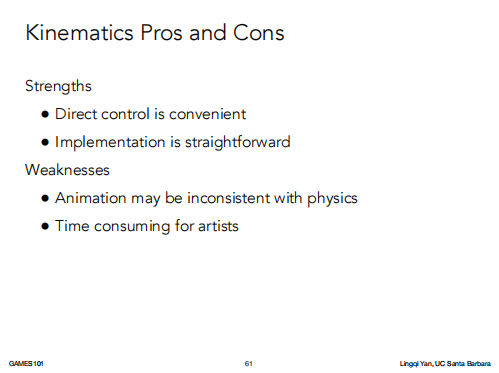 Kinematics Pros and Cons
Strengths
● Direct control is convenient
● Implementation is straightforward
Weaknesses
● Animation may be inconsistent with physics
● Time consuming for artists
GAMES101
61
Lingqi Yan, UC Santa Barbara